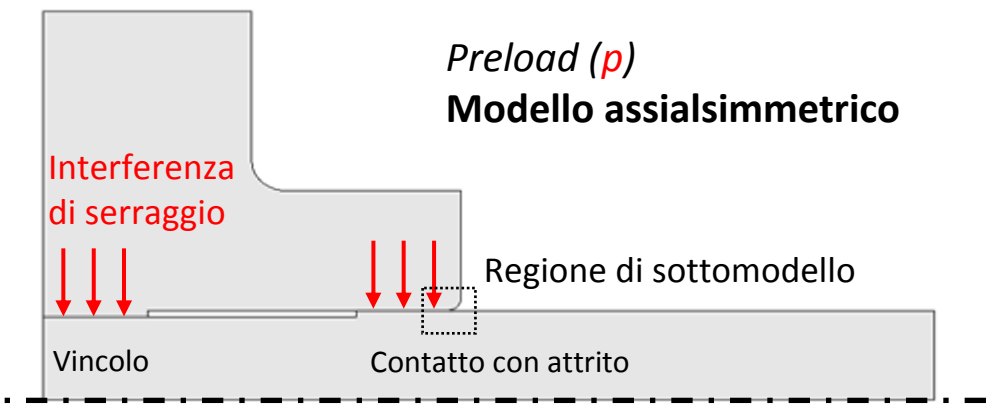 Preload (p)
Modello assialsimmetrico
Interferenza
di serraggio
Regione di sottomodello
Vincolo
Contatto con attrito